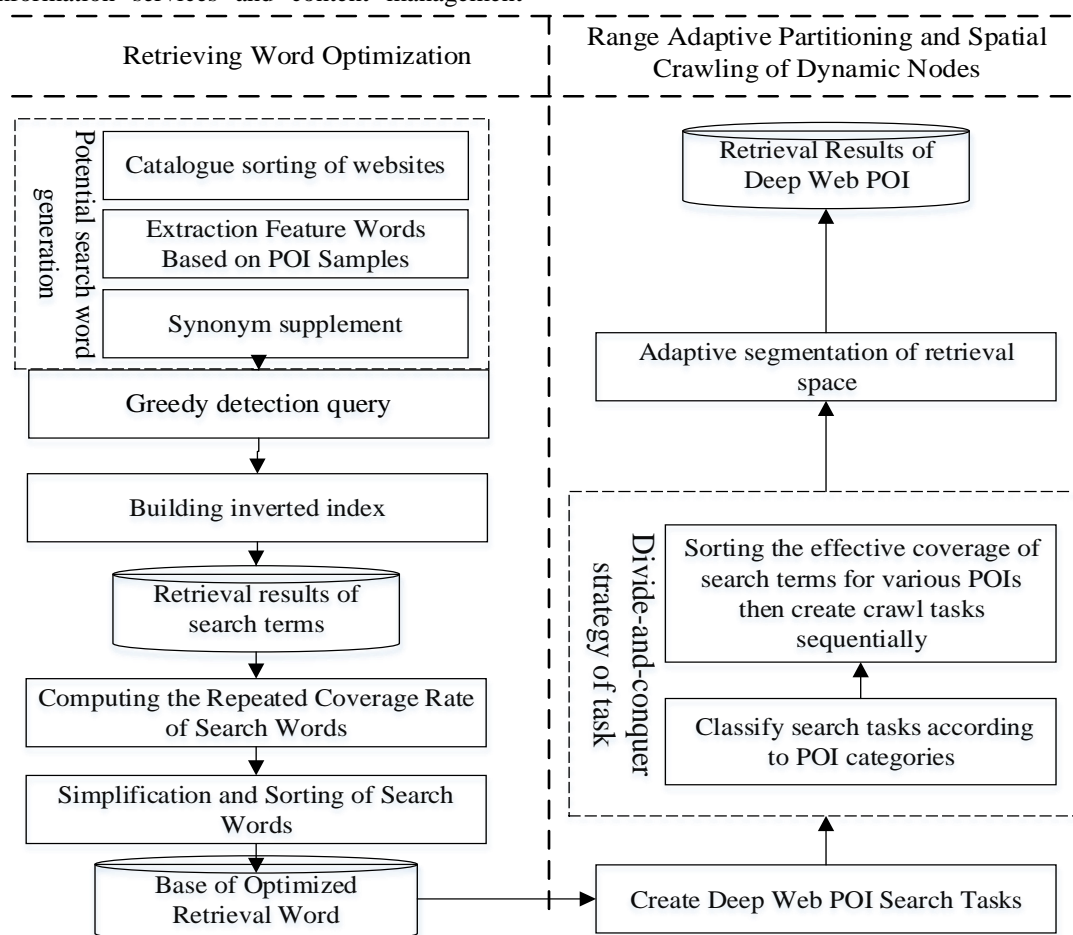 information services and content management
Retrieving Word Optimization
Range Adaptive Partitioning and Spatial
Crawling of Dynamic Nodes
Potential search word
generation
Catalogue sorting of websites
Extraction Feature Words
Based on POI Samples
Synonym supplement
Greedy detection query
Building inverted index
Retrieval results of
search terms
Computing the Repeated Coverage Rate
of Search Words
Simplification and Sorting of Search
Words
Base of Optimized
Retrieval Word
Retrieval Results of
Deep Web POI
Adaptive segmentation of retrieval
space
Divide-and-conquer
strategy of task
Sorting the effective coverage of
search terms for various POIs
then create crawl tasks
sequentially
Classify search tasks according
to POI categories
Create Deep Web POI Search Tasks